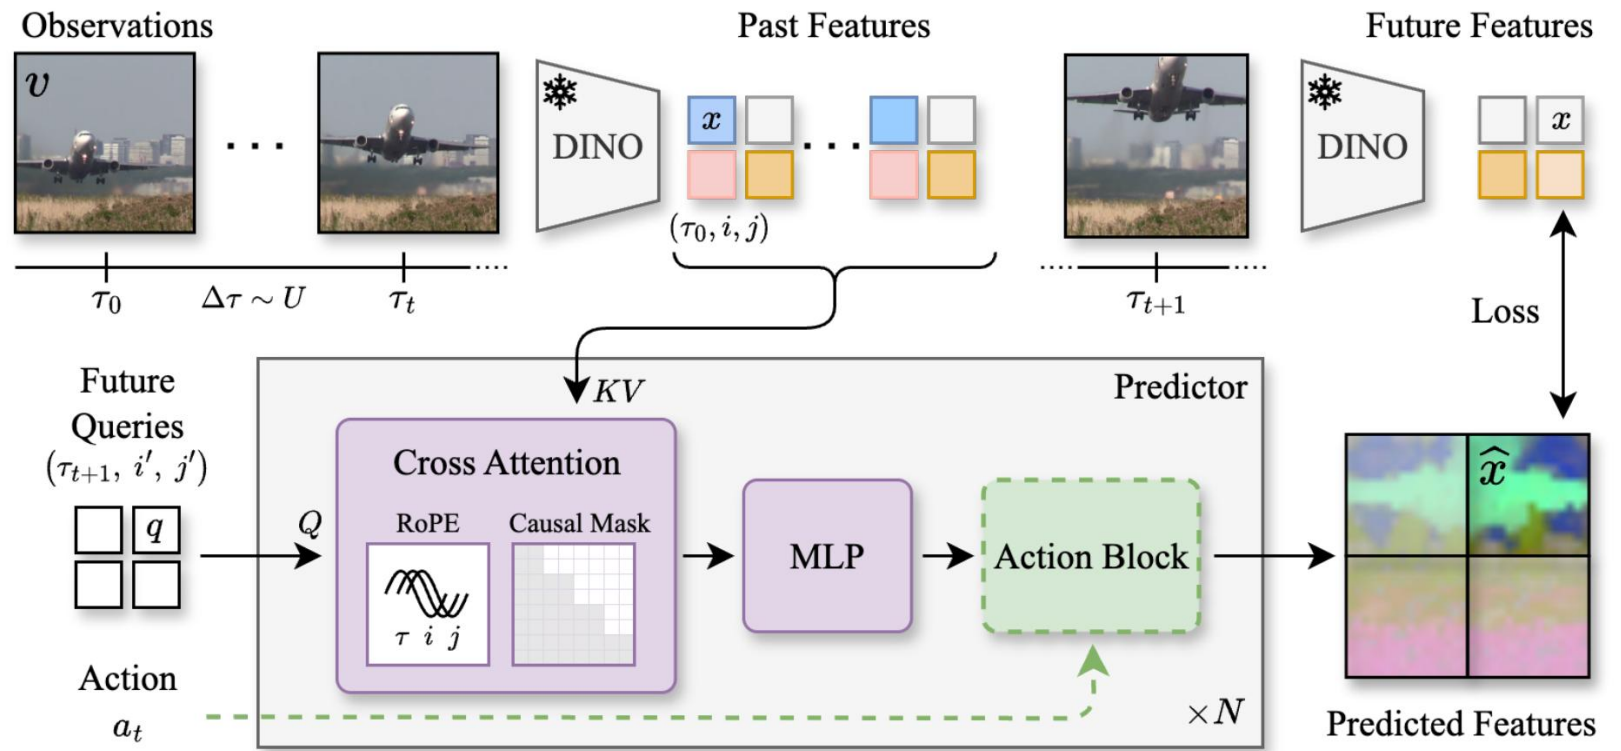 Observations
Past Features
Future Features
v
DINO
x
DINO
x
(τ₀, i, j)
τ₀
Δτ ∼ U
τₜ
τₜ₊₁
Loss
Future
Queries
(τₜ₊₁, i′, j′)
q
Q
KV
Predictor
Cross Attention
RoPE
Causal Mask
τ i j
MLP
Action Block
x̂
Action
aₜ
×N
Predicted Features